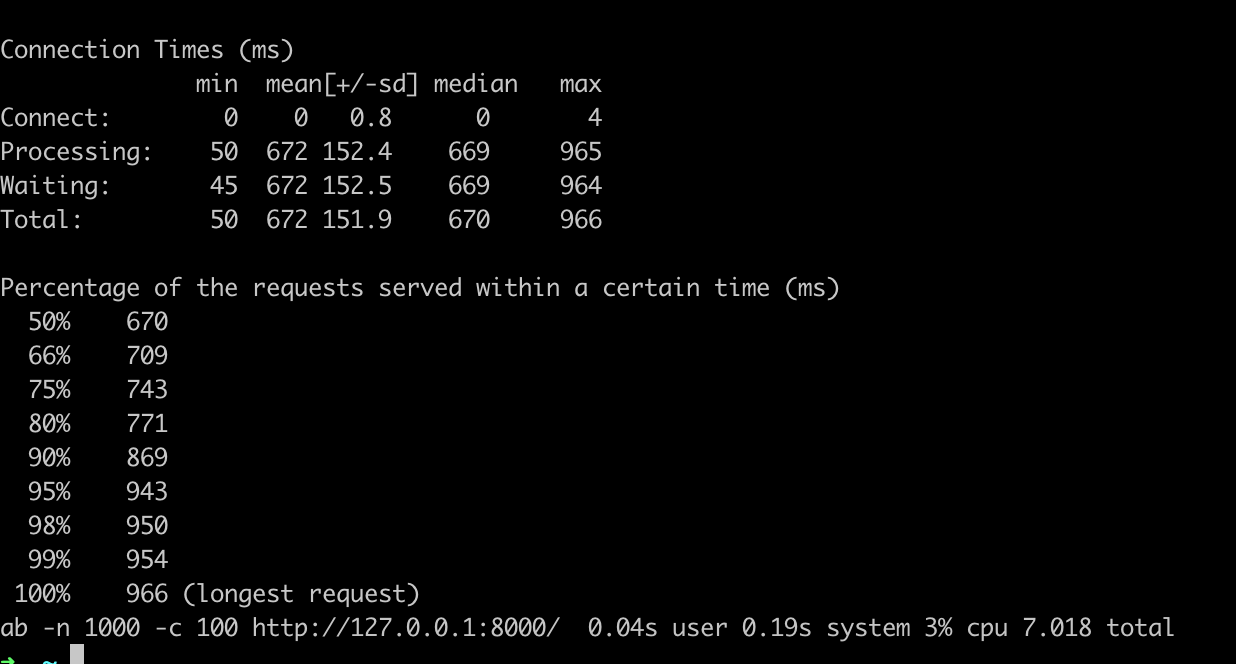 Connection Times (ms)
              min  mean[+/-sd] median   max
Connect:        0    0   0.8      0       4
Processing:    50  672 152.4    669     965
Waiting:       45  672 152.5    669     964
Total:         50  672 151.9    670     966

Percentage of the requests served within a certain time (ms)
  50%    670
  66%    709
  75%    743
  80%    771
  90%    869
  95%    943
  98%    950
  99%    954
 100%    966 (longest request)
ab -n 1000 -c 100 http://127.0.0.1:8000/  0.04s user 0.19s system 3% cpu 7.018 total
➜  ~